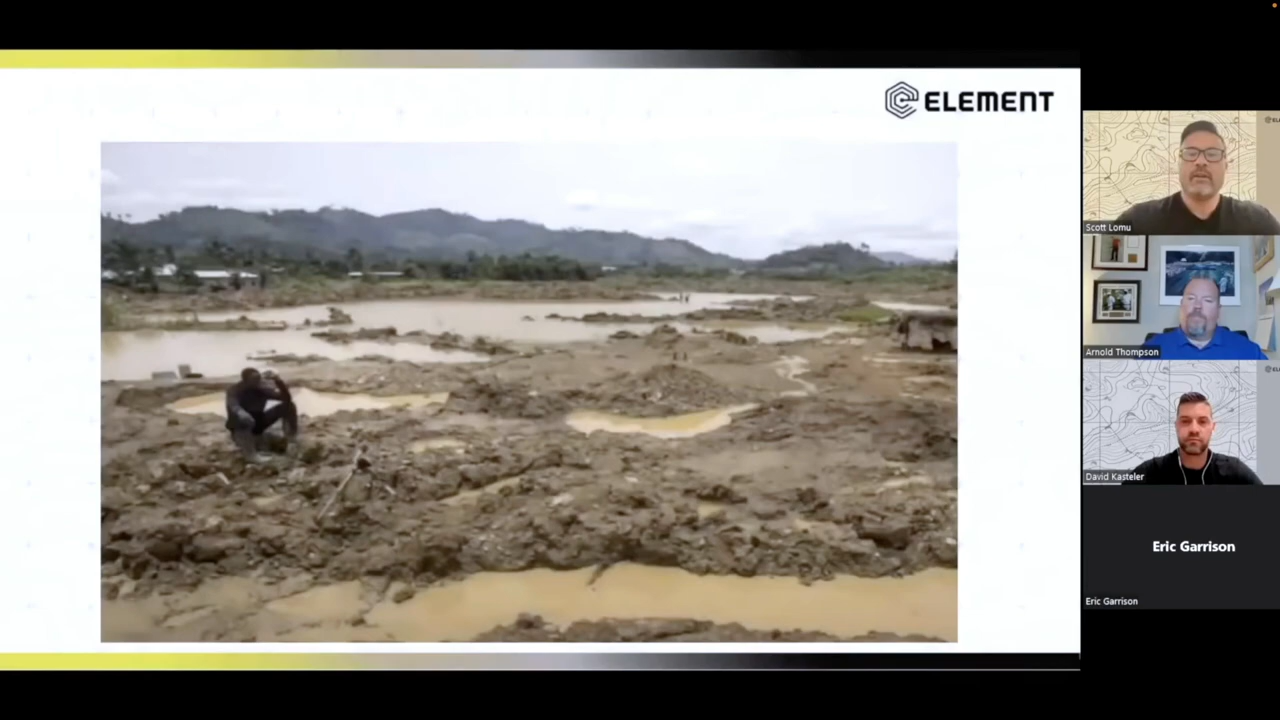 ELEMENT
Scott Lomu
Arnold Thompson
David Kasteler
Eric Garrison
Eric Garrison